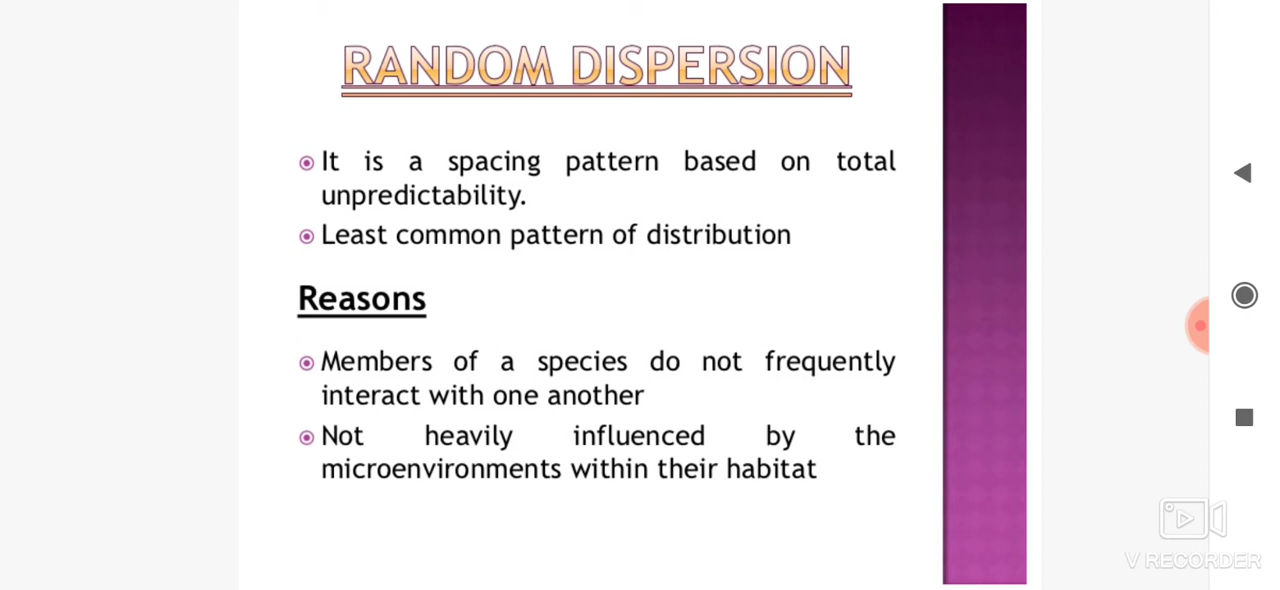 RANDOM DISPERSION
It is a spacing pattern based on total
unpredictability.
Least common pattern of distribution
Reasons
Members of a species do not frequently
interact with one another
Not heavily influenced by the
microenvironments within their habitat
V RECORDER